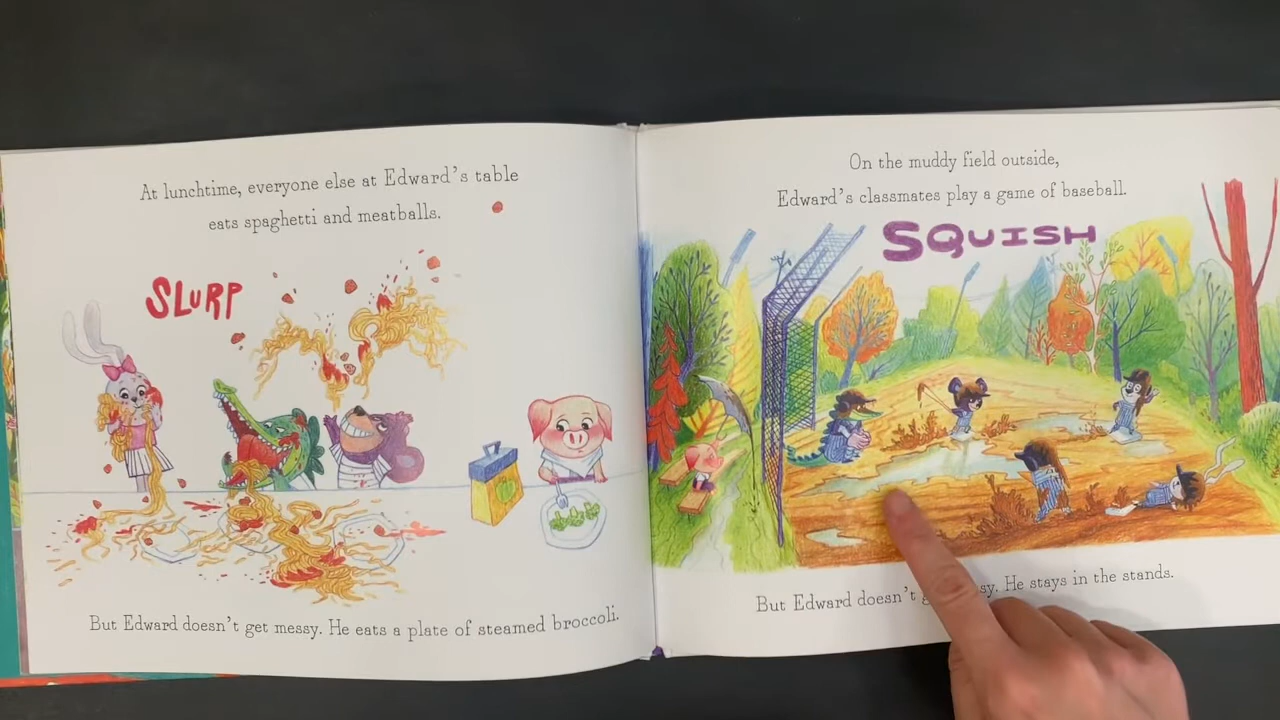 At lunchtime, everyone else at Edward's table
eats spaghetti and meatballs.
SLURP
But Edward doesn't get messy. He eats a plate of steamed broccoli.
On the muddy field outside,
Edward's classmates play a game of baseball.
SQUISH
But Edward doesn't He stays in the stands.